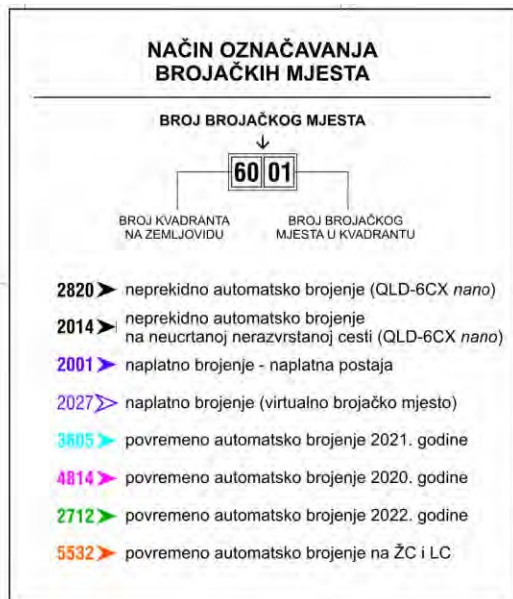 NAČIN OZNAČAVANJA
BROJAČKIH MJESTA
BROJ BROJAČKOG MJESTA
60 01
BROJ KVADRANTA
NA ZEMLJOVIDU
BROJ BROJAČKOG
MJESTA U KVADRANTU
2820 neprekidno automatsko brojenje (QLD-6CX nano)
2014 neprekidno automatsko brojenje
na neucrtanoj nerazvrstanoj cesti (QLD-6CX nano)
2001 naplatno brojenje - naplatna postaja
2027 naplatno brojenje (virtualno brojačko mjesto)
3805 povremeno automatsko brojenje 2021. godine
4814 povremeno automatsko brojenje 2020. godine
2712 povremeno automatsko brojenje 2022. godine
5532 povremeno automatsko brojenje na ŽC i LC